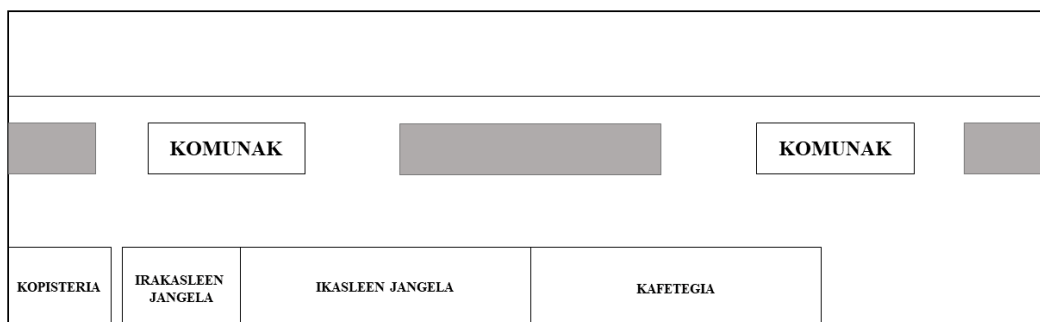 KOMUNAK
KOMUNAK
KOPISTERIA
IRAKASLEEN
JANGELA
IKASLEEN JANGELA
KAFETEGIA